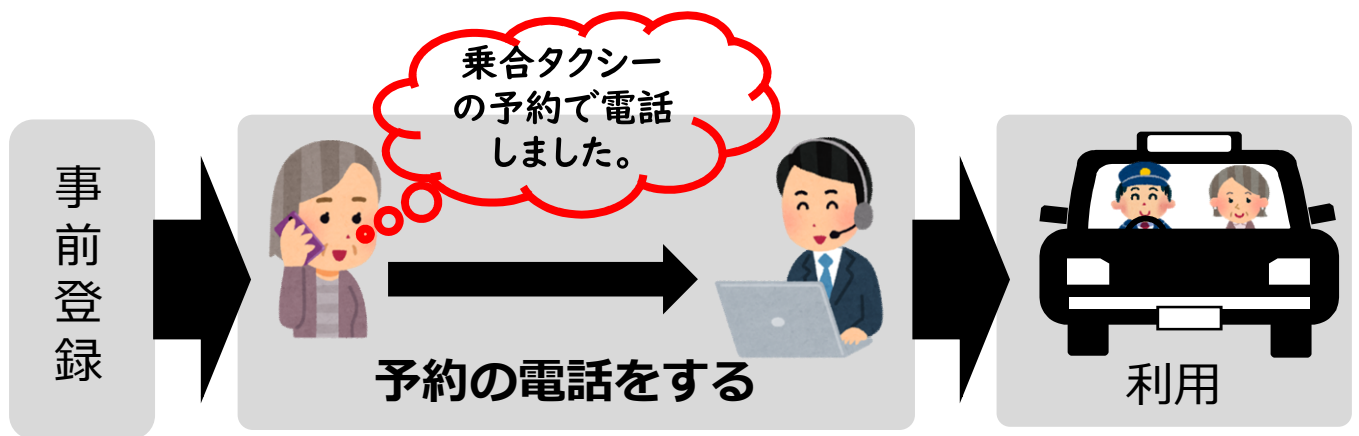 事前登録
乗合タクシー
の予約で電話
しました。
予約の電話をする
利用